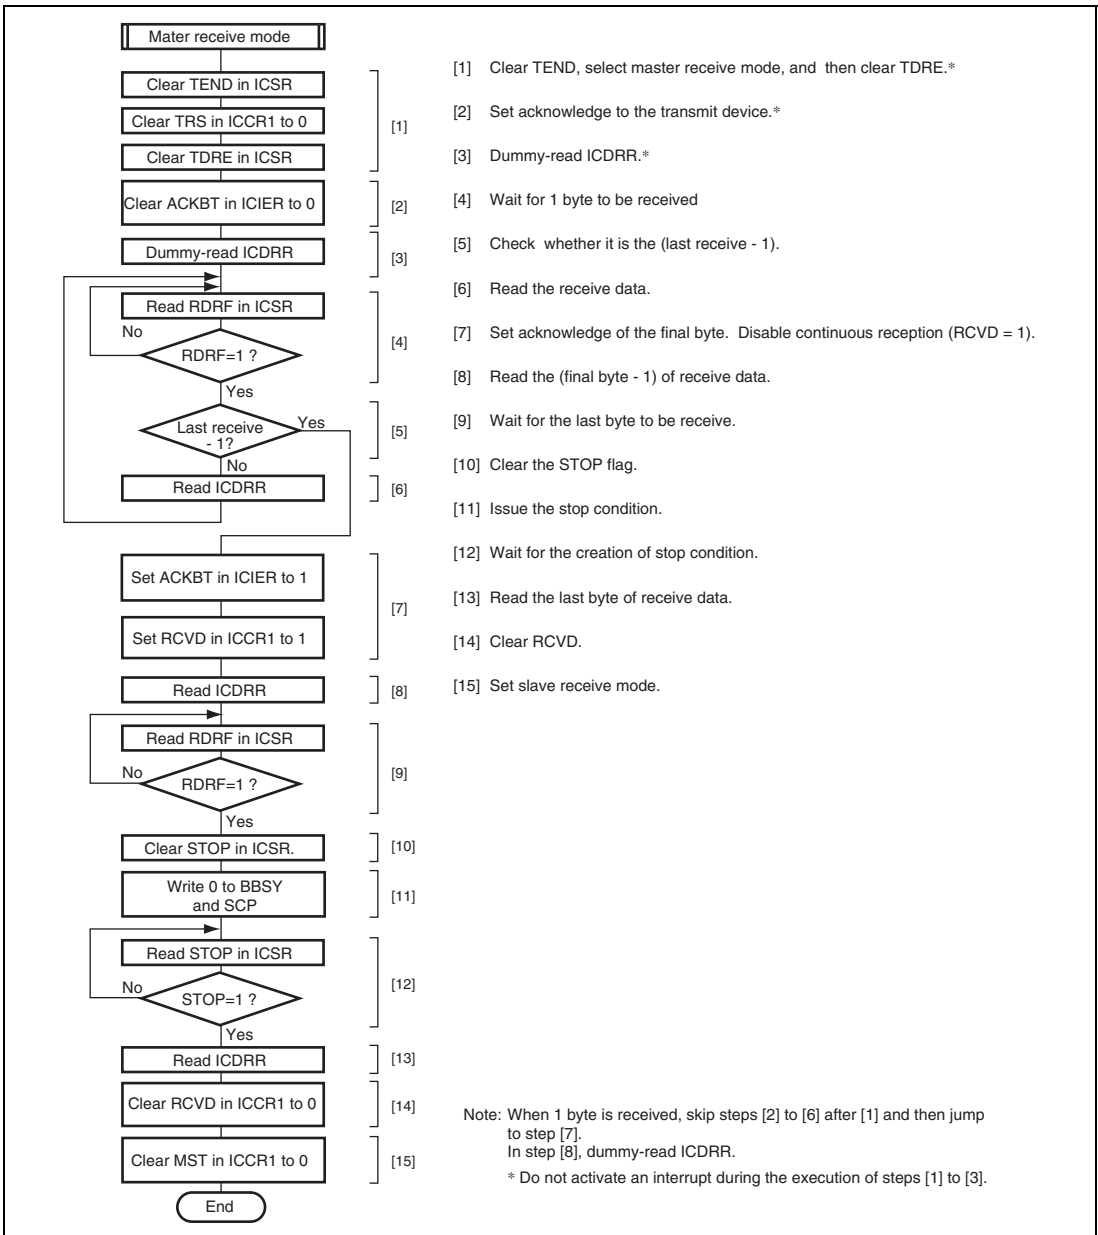 Mater receive mode
Clear TEND in ICSR
Clear TRS in ICCR1 to 0
Clear TDRE in ICSR
[1]
Clear ACKBT in ICIER to 0
[2]
Dummy-read ICDRR
[3]
Read RDRF in ICSR
No
RDRF=1 ?
[4]
Yes
Last receive
- 1?
Yes
[5]
No
Read ICDRR
[6]
Set ACKBT in ICIER to 1
[7]
Set RCVD in ICCR1 to 1
Read ICDRR
[8]
Read RDRF in ICSR
No
RDRF=1 ?
[9]
Yes
Clear STOP in ICSR.
[10]
Write 0 to BBSY
and SCP
[11]
Read STOP in ICSR
No
STOP=1 ?
[12]
Yes
Read ICDRR
[13]
Clear RCVD in ICCR1 to 0
[14]
Clear MST in ICCR1 to 0
[15]
End
[1] Clear TEND, select master receive mode, and then clear TDRE.*
[2] Set acknowledge to the transmit device.*
[3] Dummy-read ICDRR.*
[4] Wait for 1 byte to be received
[5] Check whether it is the (last receive - 1).
[6] Read the receive data.
[7] Set acknowledge of the final byte. Disable continuous reception (RCVD = 1).
[8] Read the (final byte - 1) of receive data.
[9] Wait for the last byte to be receive.
[10] Clear the STOP flag.
[11] Issue the stop condition.
[12] Wait for the creation of stop condition.
[13] Read the last byte of receive data.
[14] Clear RCVD.
[15] Set slave receive mode.
Note: When 1 byte is received, skip steps [2] to [6] after [1] and then jump
to step [7].
In step [8], dummy-read ICDRR.
* Do not activate an interrupt during the execution of steps [1] to [3].